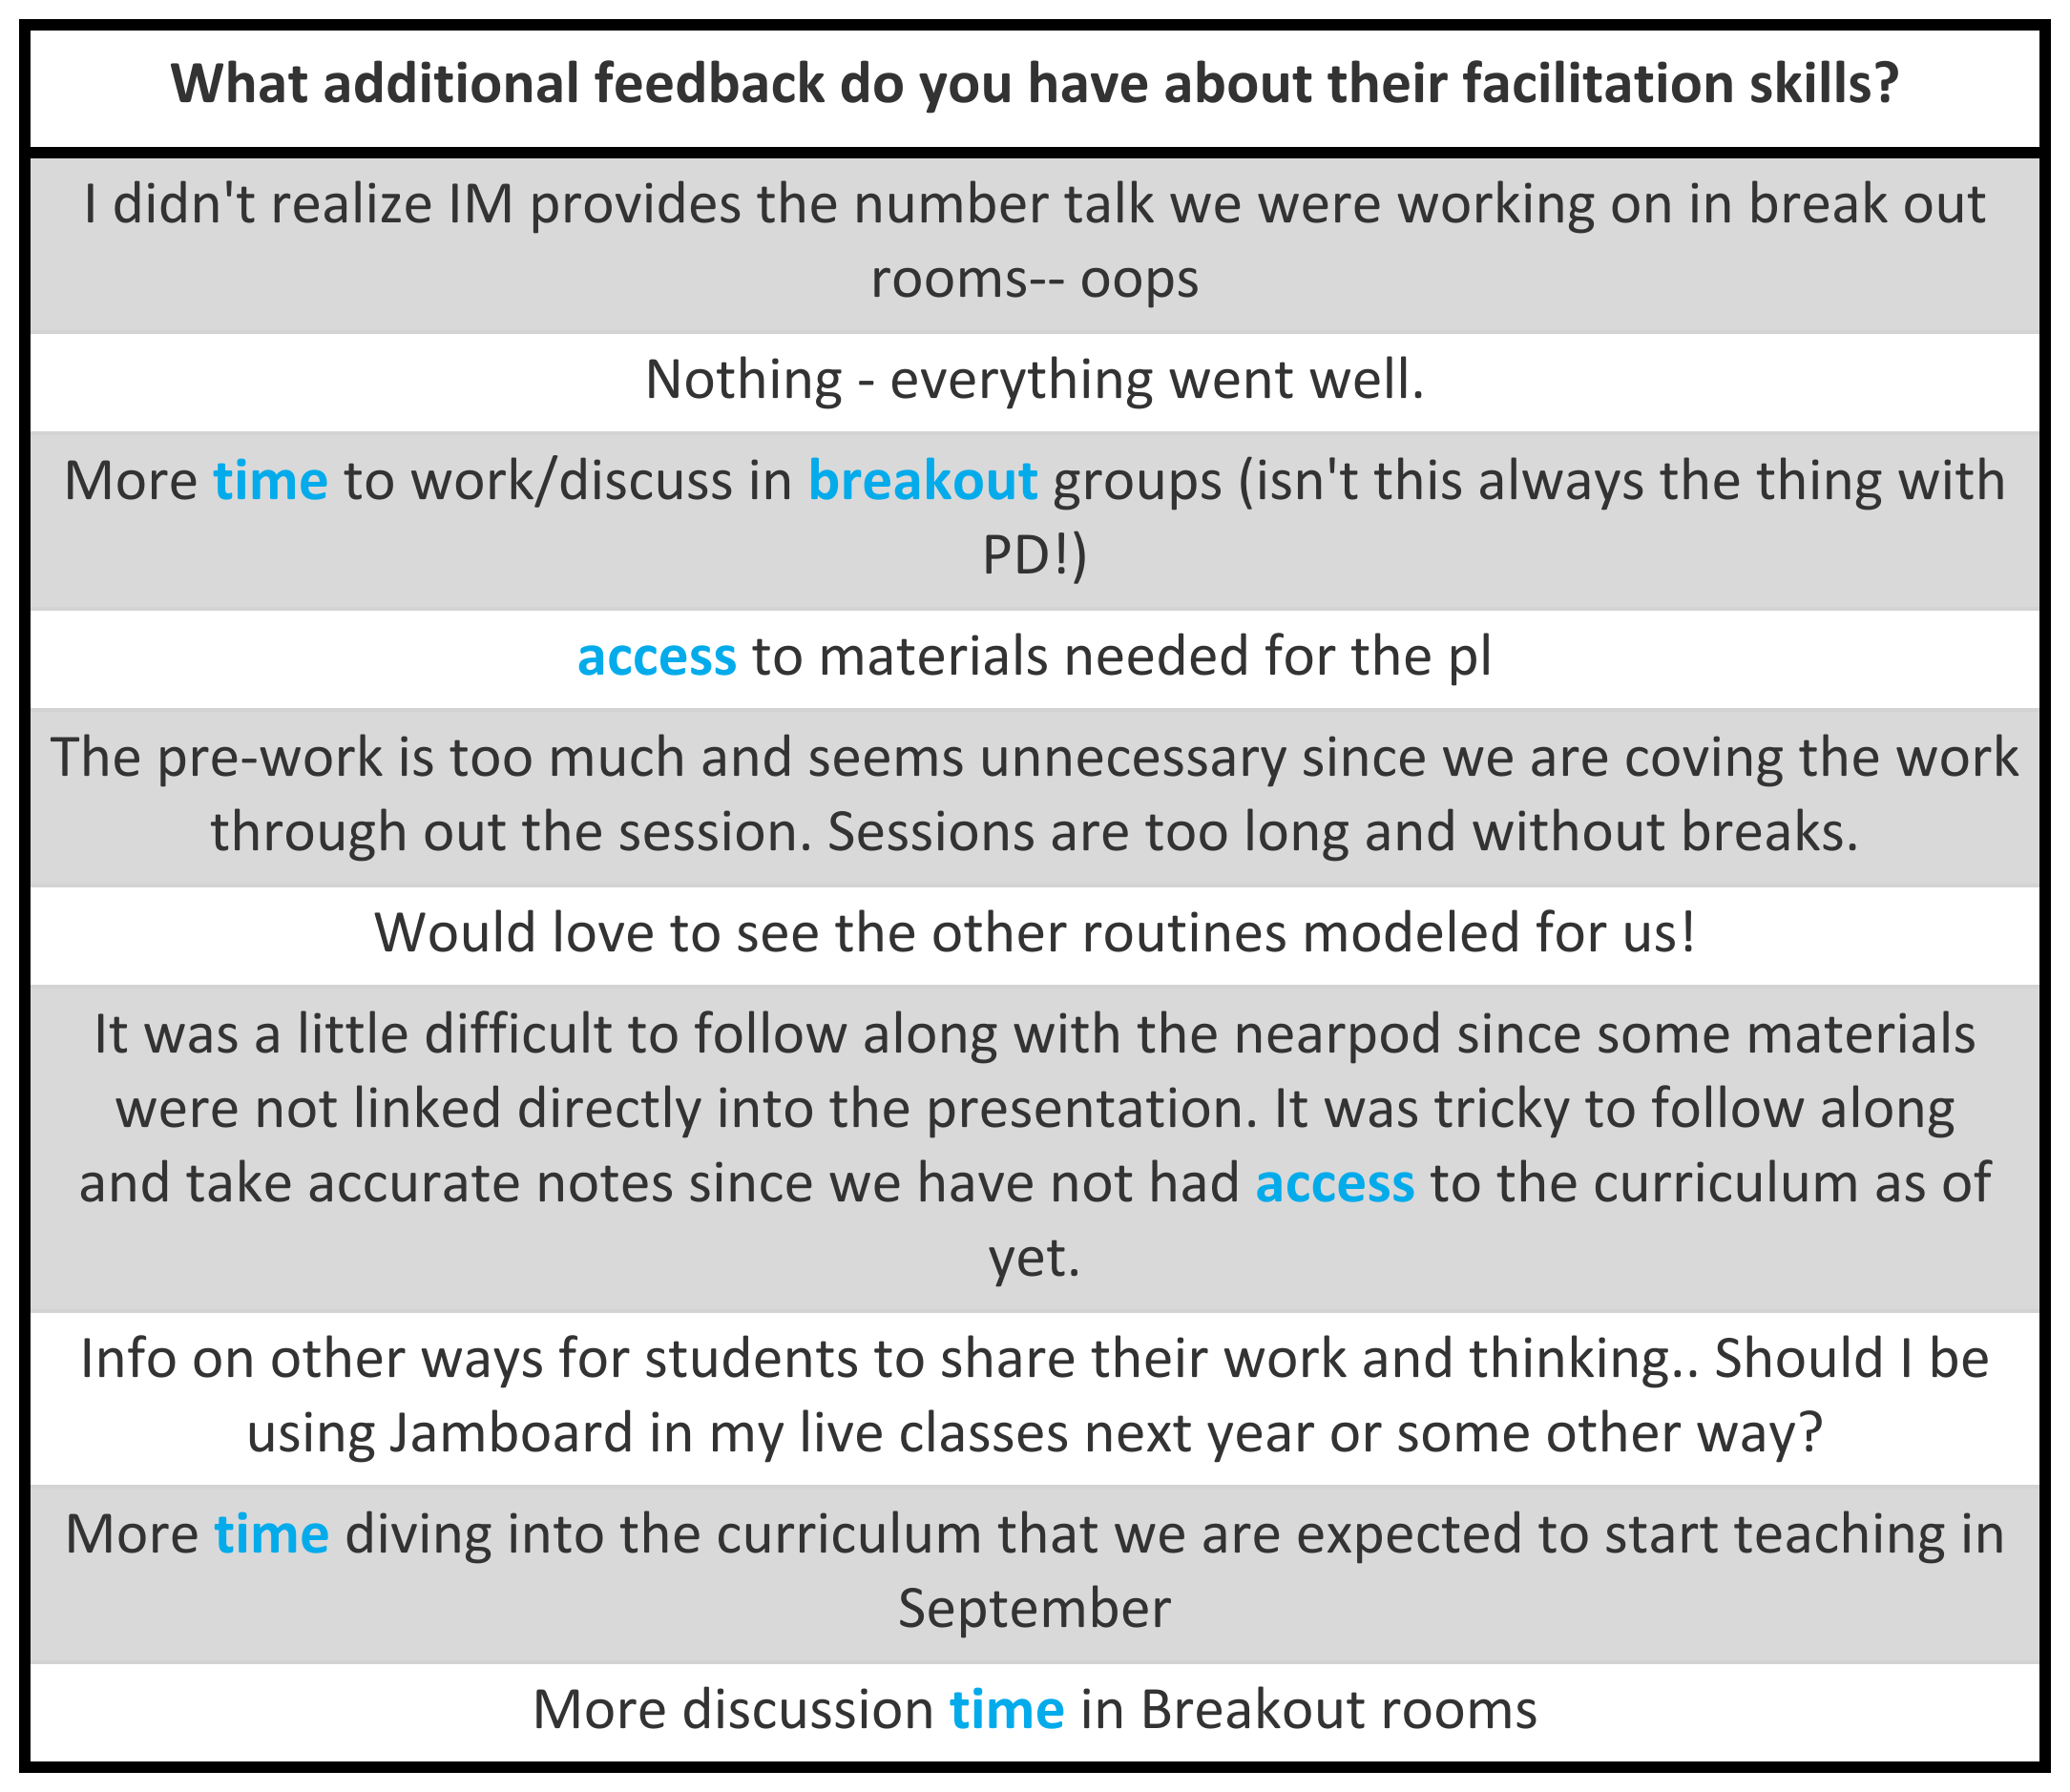 What additional feedback do you have about their facilitation skills?
I didn't realize IM provides the number talk we were working on in break out
rooms-- oops
Nothing - everything went well.
More time to work/discuss in breakout groups (isn't this always the thing with
PD!)
access to materials needed for the pl
The pre-work is too much and seems unnecessary since we are coving the work
through out the session. Sessions are too long and without breaks.
Would love to see the other routines modeled for us!
It was a little difficult to follow along with the nearpod since some materials
were not linked directly into the presentation. It was tricky to follow along
and take accurate notes since we have not had access to the curriculum as of
yet.
Info on other ways for students to share their work and thinking.. Should I be
using Jamboard in my live classes next year or some other way?
More time diving into the curriculum that we are expected to start teaching in
September
More discussion time in Breakout rooms